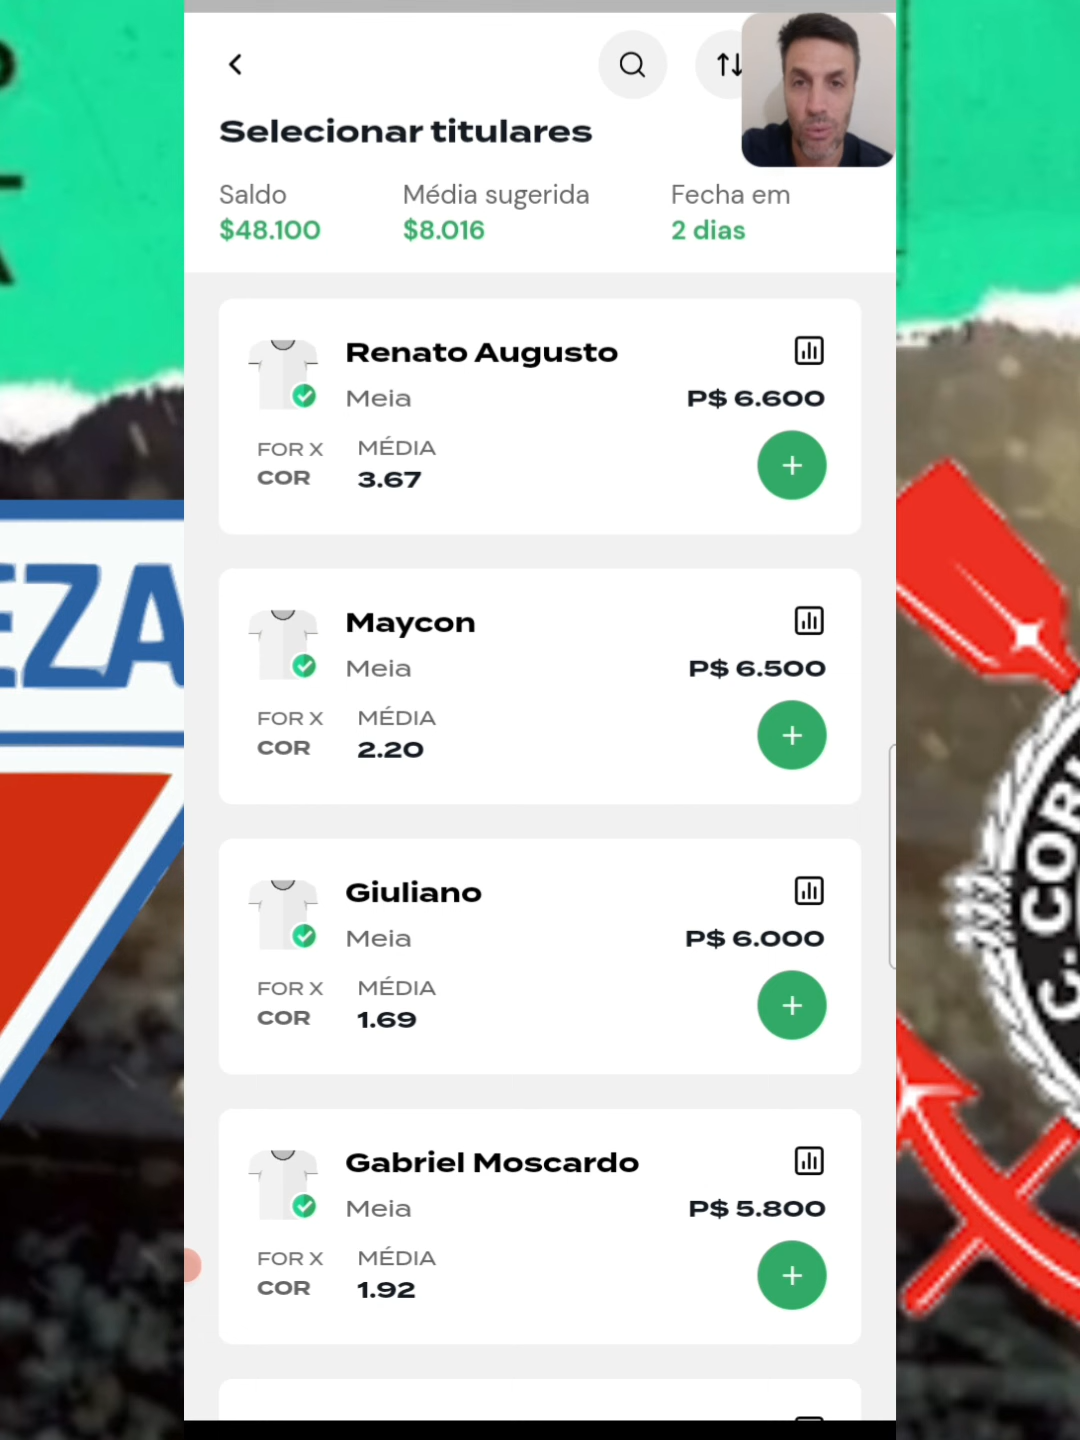 Selecionar titulares
Saldo Média sugerida Fecha em
$48.100 $8.016 2 dias
Renato Augusto
Meia P$ 6.600
FOR X MÉDIA
COR 3.67
Maycon
Meia P$ 6.500
FOR X MÉDIA
COR 2.20
Giuliano
Meia P$ 6.000
FOR X MÉDIA
COR 1.69
Gabriel Moscardo
Meia P$ 5.800
FOR X MÉDIA
COR 1.92
EZA